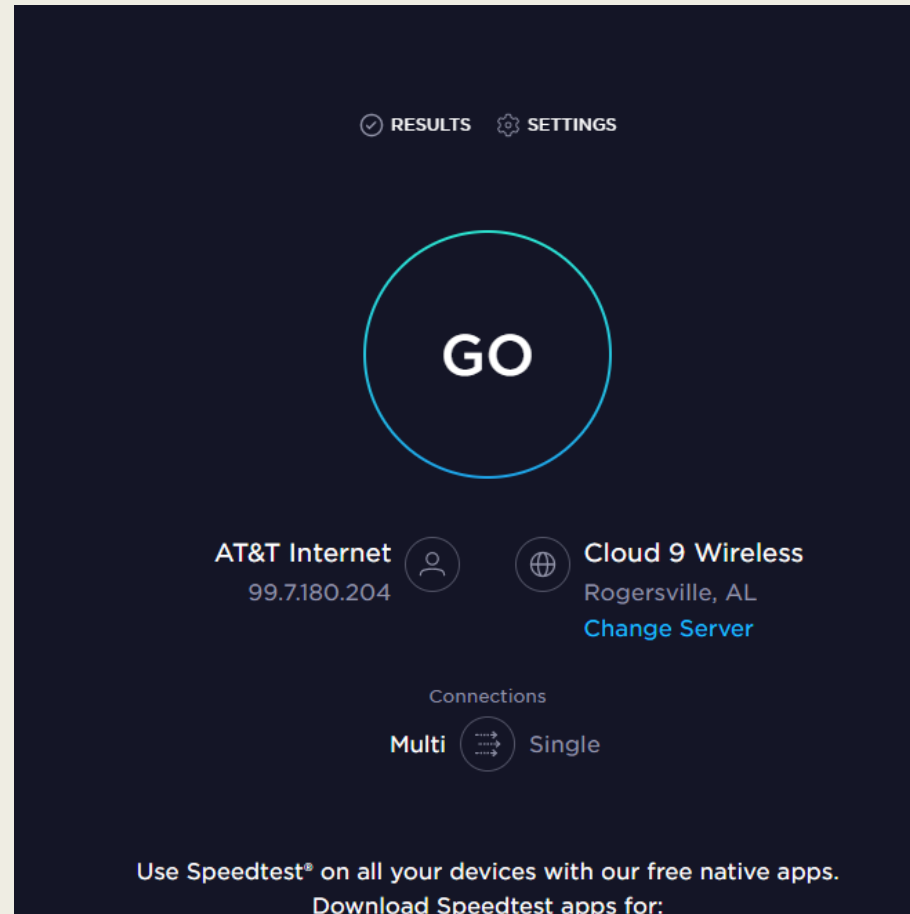 RESULTS SETTINGS
GO
AT&T Internet
99.7.180.204
Cloud 9 Wireless
Rogersville, AL
Change Server
Connections
Multi Single
Use Speedtest® on all your devices with our free native apps.
Download Speedtest apps for: